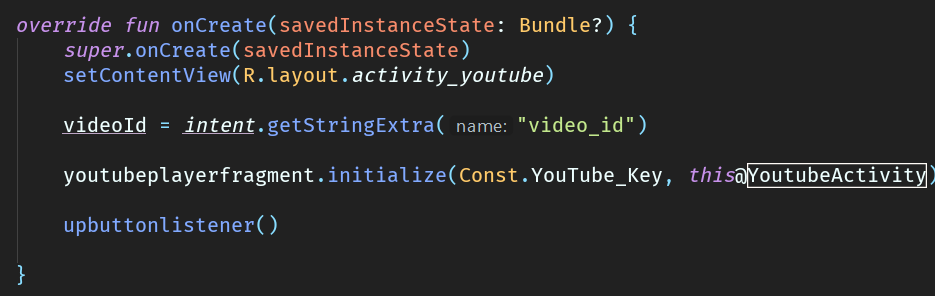 override fun onCreate(savedInstanceState: Bundle?) {
super.onCreate(savedInstanceState)
setContentView(R.layout.activity_youtube)
videoId = intent.getStringExtra( name: "video_id")
youtubeplayerfragment.initialize(Const.YouTube_Key, this@YoutubeActivity)
upbuttonlistener()
}